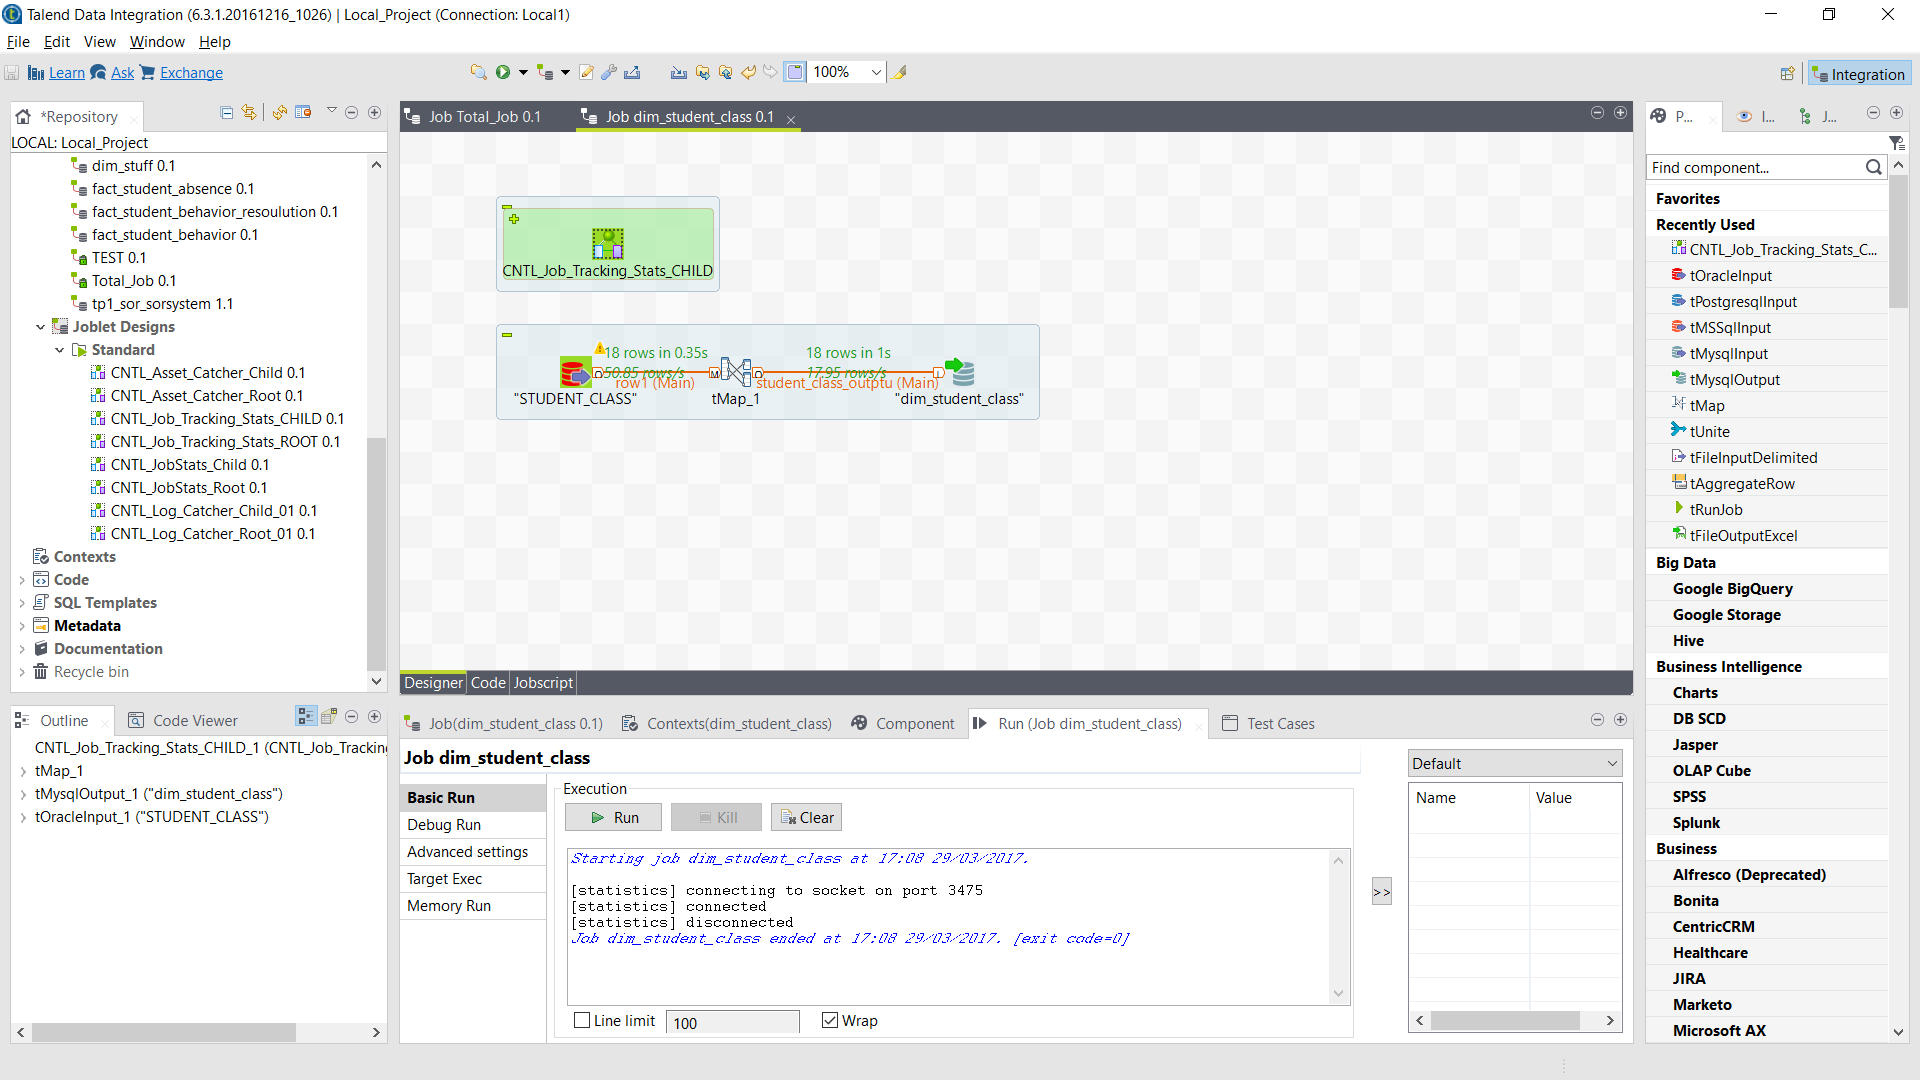 Talend Data Integration (6.3.1.20161216_1026) | Local_Project (Connection: Local1)
File Edit View Window Help
Learn Ask Exchange
100%
Integration
*Repository
LOCAL: Local_Project
dim_stuff 0.1
fact_student_absence 0.1
fact_student_behavior_resoulution 0.1
fact_student_behavior 0.1
TEST 0.1
Total_Job 0.1
tp1_sor_sorsystem 1.1
Joblet Designs
Standard
CNTL_Asset_Catcher_Child 0.1
CNTL_Asset_Catcher_Root 0.1
CNTL_Job_Tracking_Stats_CHILD 0.1
CNTL_Job_Tracking_Stats_ROOT 0.1
CNTL_JobStats_Child 0.1
CNTL_JobStats_Root 0.1
CNTL_Log_Catcher_Child_01 0.1
CNTL_Log_Catcher_Root_01 0.1
Contexts
Code
SQL Templates
Metadata
Documentation
Recycle bin
Outline Code Viewer
CNTL_Job_Tracking_Stats_CHILD_1 (CNTL_Job_Trackin
tMap_1
tMysqlOutput_1 ("dim_student_class")
tOracleInput_1 ("STUDENT_CLASS")
Job Total_Job 0.1 Job dim_student_class 0.1
CNTL_Job_Tracking_Stats_CHILD
18 rows in 0.35s 18 rows in 1s
50.85 rows/s 17.95 rows/s
row1 (Main) student_class_outptu (Main)
"STUDENT_CLASS" tMap_1 "dim_student_class"
Designer Code Jobscript
Job(dim_student_class 0.1) Contexts(dim_student_class) Component Run (Job dim_student_class) Test Cases
Job dim_student_class
Basic Run
Debug Run
Advanced settings
Target Exec
Memory Run
Execution
Run Kill Clear
Starting job dim_student_class at 17:08 29/03/2017.
[statistics] connecting to socket on port 3475
[statistics] connected
[statistics] disconnected
Job dim_student_class ended at 17:08 29/03/2017. [exit code=0]
Line limit 100 Wrap
>>
Default
Name Value
P... I... J...
Find component...
Favorites
Recently Used
CNTL_Job_Tracking_Stats_C...
tOracleInput
tPostgresqlInput
tMSSqlInput
tMysqlInput
tMysqlOutput
tMap
tUnite
tFileInputDelimited
tAggregateRow
tRunJob
tFileOutputExcel
Big Data
Google BigQuery
Google Storage
Hive
Business Intelligence
Charts
DB SCD
Jasper
OLAP Cube
SPSS
Splunk
Business
Alfresco (Deprecated)
Bonita
CentricCRM
Healthcare
JIRA
Marketo
Microsoft AX